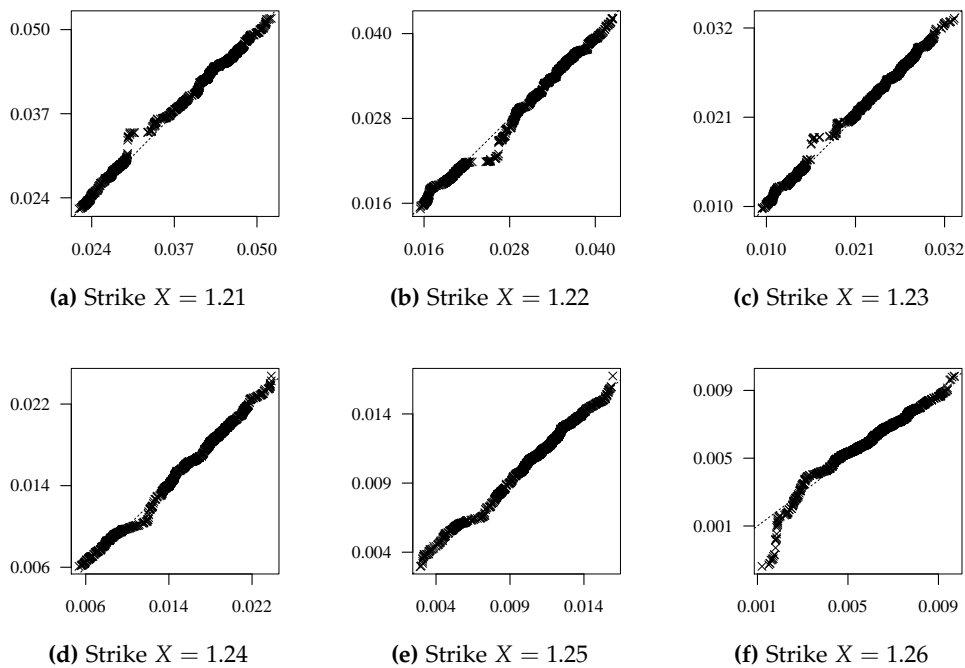 0.050
0.037
0.024
0.024 0.037 0.050
(a) Strike X = 1.21
0.040
0.028
0.016
0.016 0.028 0.040
(b) Strike X = 1.22
0.032
0.021
0.010
0.010 0.021 0.032
(c) Strike X = 1.23
0.022
0.014
0.006
0.006 0.014 0.022
(d) Strike X = 1.24
0.014
0.009
0.004
0.004 0.009 0.014
(e) Strike X = 1.25
0.009
0.005
0.001
0.001 0.005 0.009
(f) Strike X = 1.26